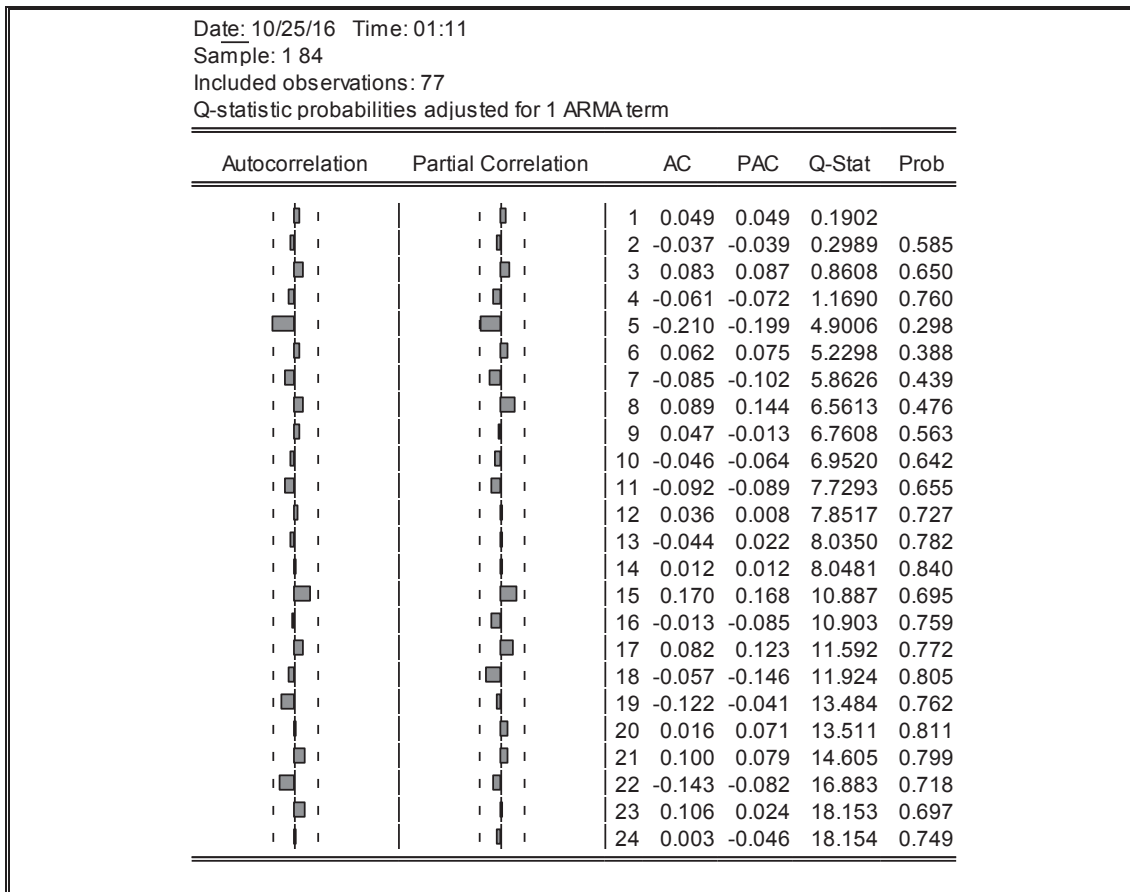 Date: 10/25/16 Time: 01:11
Sample: 1 84
Included observations: 77
Q-statistic probabilities adjusted for 1 ARMA term
Autocorrelation Partial Correlation AC PAC Q-Stat Prob
1 0.049 0.049 0.1902
2 -0.037 -0.039 0.2989 0.585
3 0.083 0.087 0.8608 0.650
4 -0.061 -0.072 1.1690 0.760
5 -0.210 -0.199 4.9006 0.298
6 0.062 0.075 5.2298 0.388
7 -0.085 -0.102 5.8626 0.439
8 0.089 0.144 6.5613 0.476
9 0.047 -0.013 6.7608 0.563
10 -0.046 -0.064 6.9520 0.642
11 -0.092 -0.089 7.7293 0.655
12 0.036 0.008 7.8517 0.727
13 -0.044 0.022 8.0350 0.782
14 0.012 0.012 8.0481 0.840
15 0.170 0.168 10.887 0.695
16 -0.013 -0.085 10.903 0.759
17 0.082 0.123 11.592 0.772
18 -0.057 -0.146 11.924 0.805
19 -0.122 -0.041 13.484 0.762
20 0.016 0.071 13.511 0.811
21 0.100 0.079 14.605 0.799
22 -0.143 -0.082 16.883 0.718
23 0.106 0.024 18.153 0.697
24 0.003 -0.046 18.154 0.749